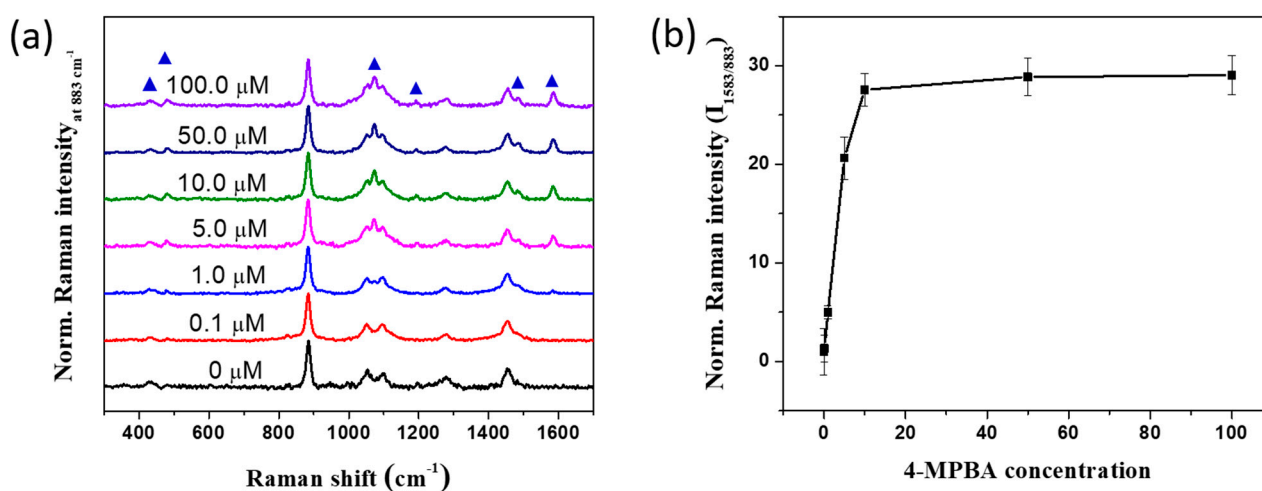 (a)
100.0 μM
50.0 μM
10.0 μM
5.0 μM
1.0 μM
0.1 μM
0 μM
Norm. Raman intensity at 883 cm⁻¹
400 600 800 1000 1200 1400 1600
Raman shift (cm⁻¹)
(b)
Norm. Raman intensity (I1583/883)
30
20
10
0
0 20 40 60 80 100
4-MPBA concentration